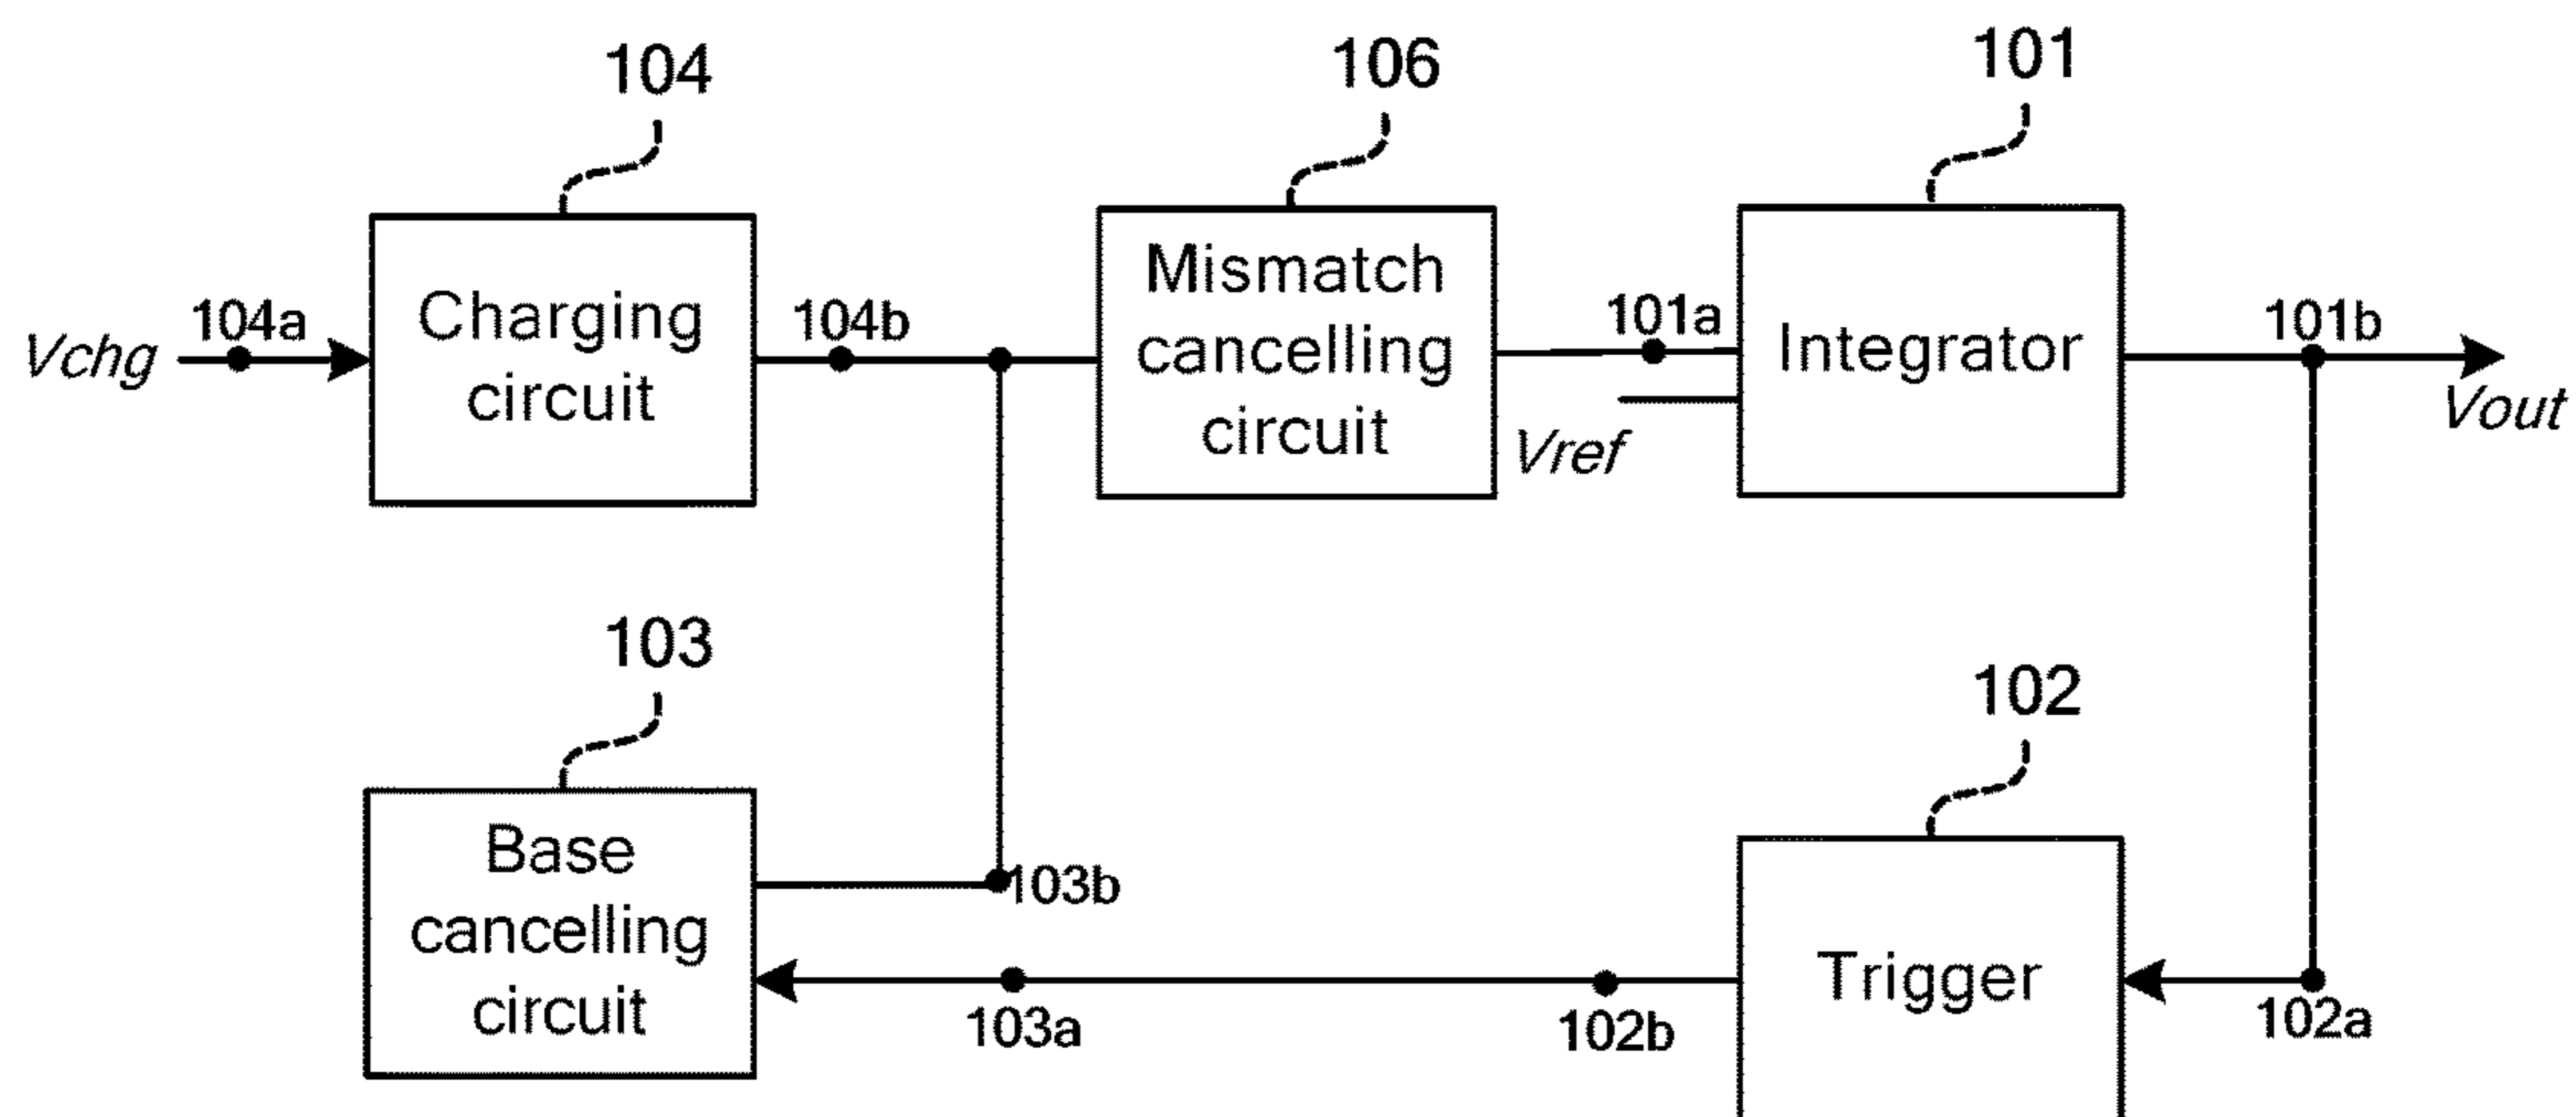 104
106
101
Vchg
104a
Charging
circuit
104b
Mismatch
cancelling
circuit
101a
Vref
Integrator
101b
Vout
103
102
Base
cancelling
circuit
103b
103a
102b
Trigger
102a